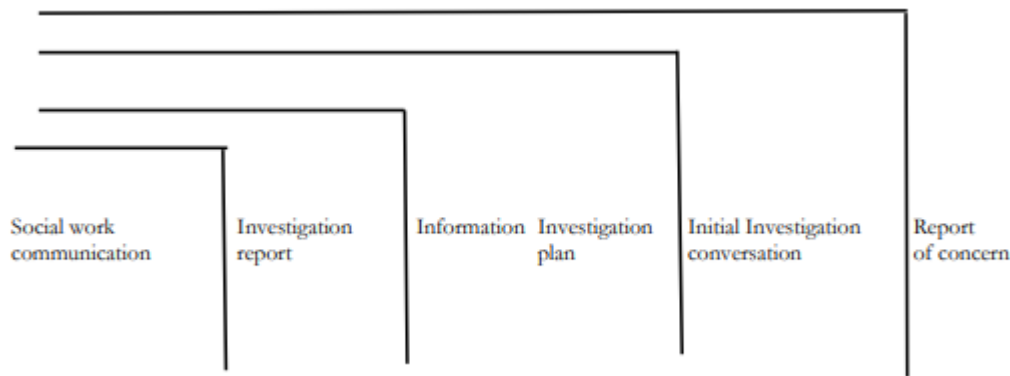 Social work
communication
Investigation
report
Information
Investigation
plan
Initial Investigation
conversation
Report
of concern